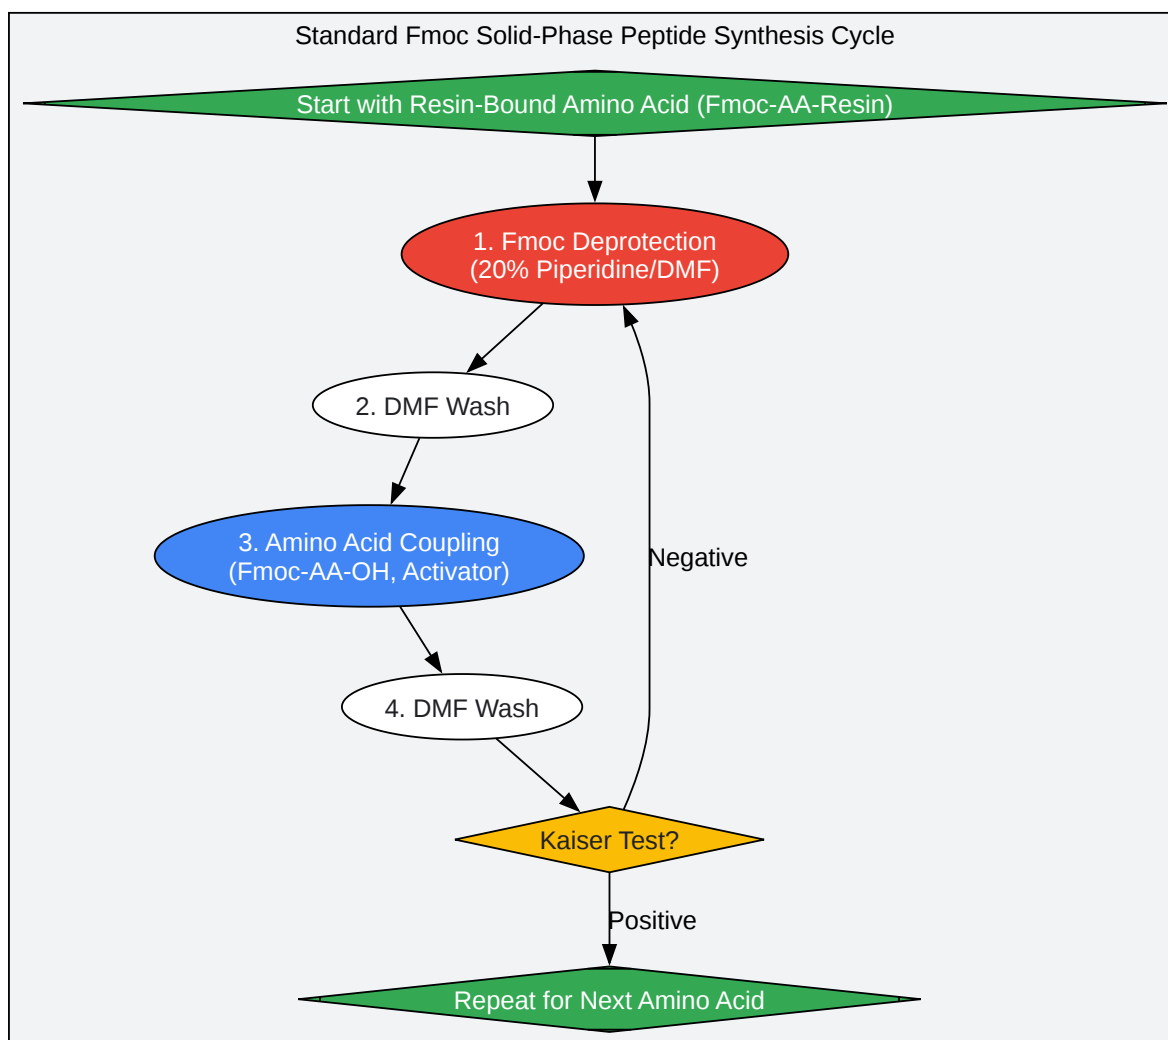 Standard Fmoc Solid-Phase Peptide Synthesis Cycle
Start with Resin-Bound Amino Acid (Fmoc-AA-Resin)
1. Fmoc Deprotection
(20% Piperidine/DMF)
2. DMF Wash
3. Amino Acid Coupling
(Fmoc-AA-OH, Activator)
Negative
4. DMF Wash
Kaiser Test?
Positive
Repeat for Next Amino Acid